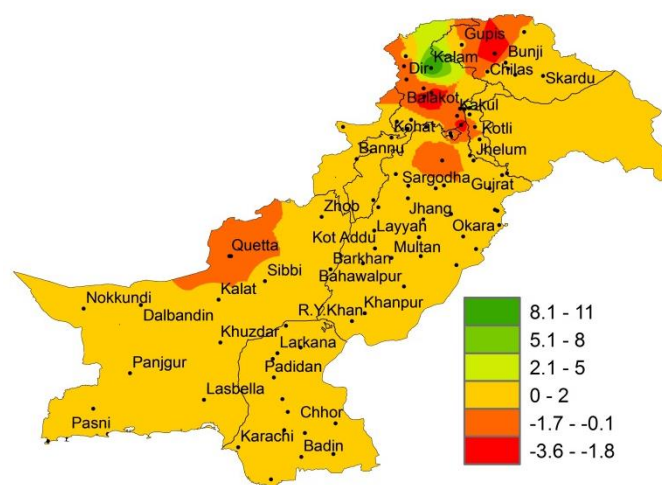 Gupis
Kalam
Bunji
Dir
Chilas
Skardu
Balakot
Kakul
Kohat
Kotli
Bannu
Jhelum
Sargodha
Gujrat
Zhob
Jhang
Layyah
Okara
Kot Addu
Quetta
Barkhan
Multan
Sibbi
Bahawalpur
Nokkundi
Kalat
R.Y.Khan
Khanpur
Dalbandin
Khuzdar
Larkana
Panjgur
Padidan
Lasbella
Chhor
Pasni
Karachi
Badin
8.1 - 11
5.1 - 8
2.1 - 5
0 - 2
-1.7 - -0.1
-3.6 - -1.8